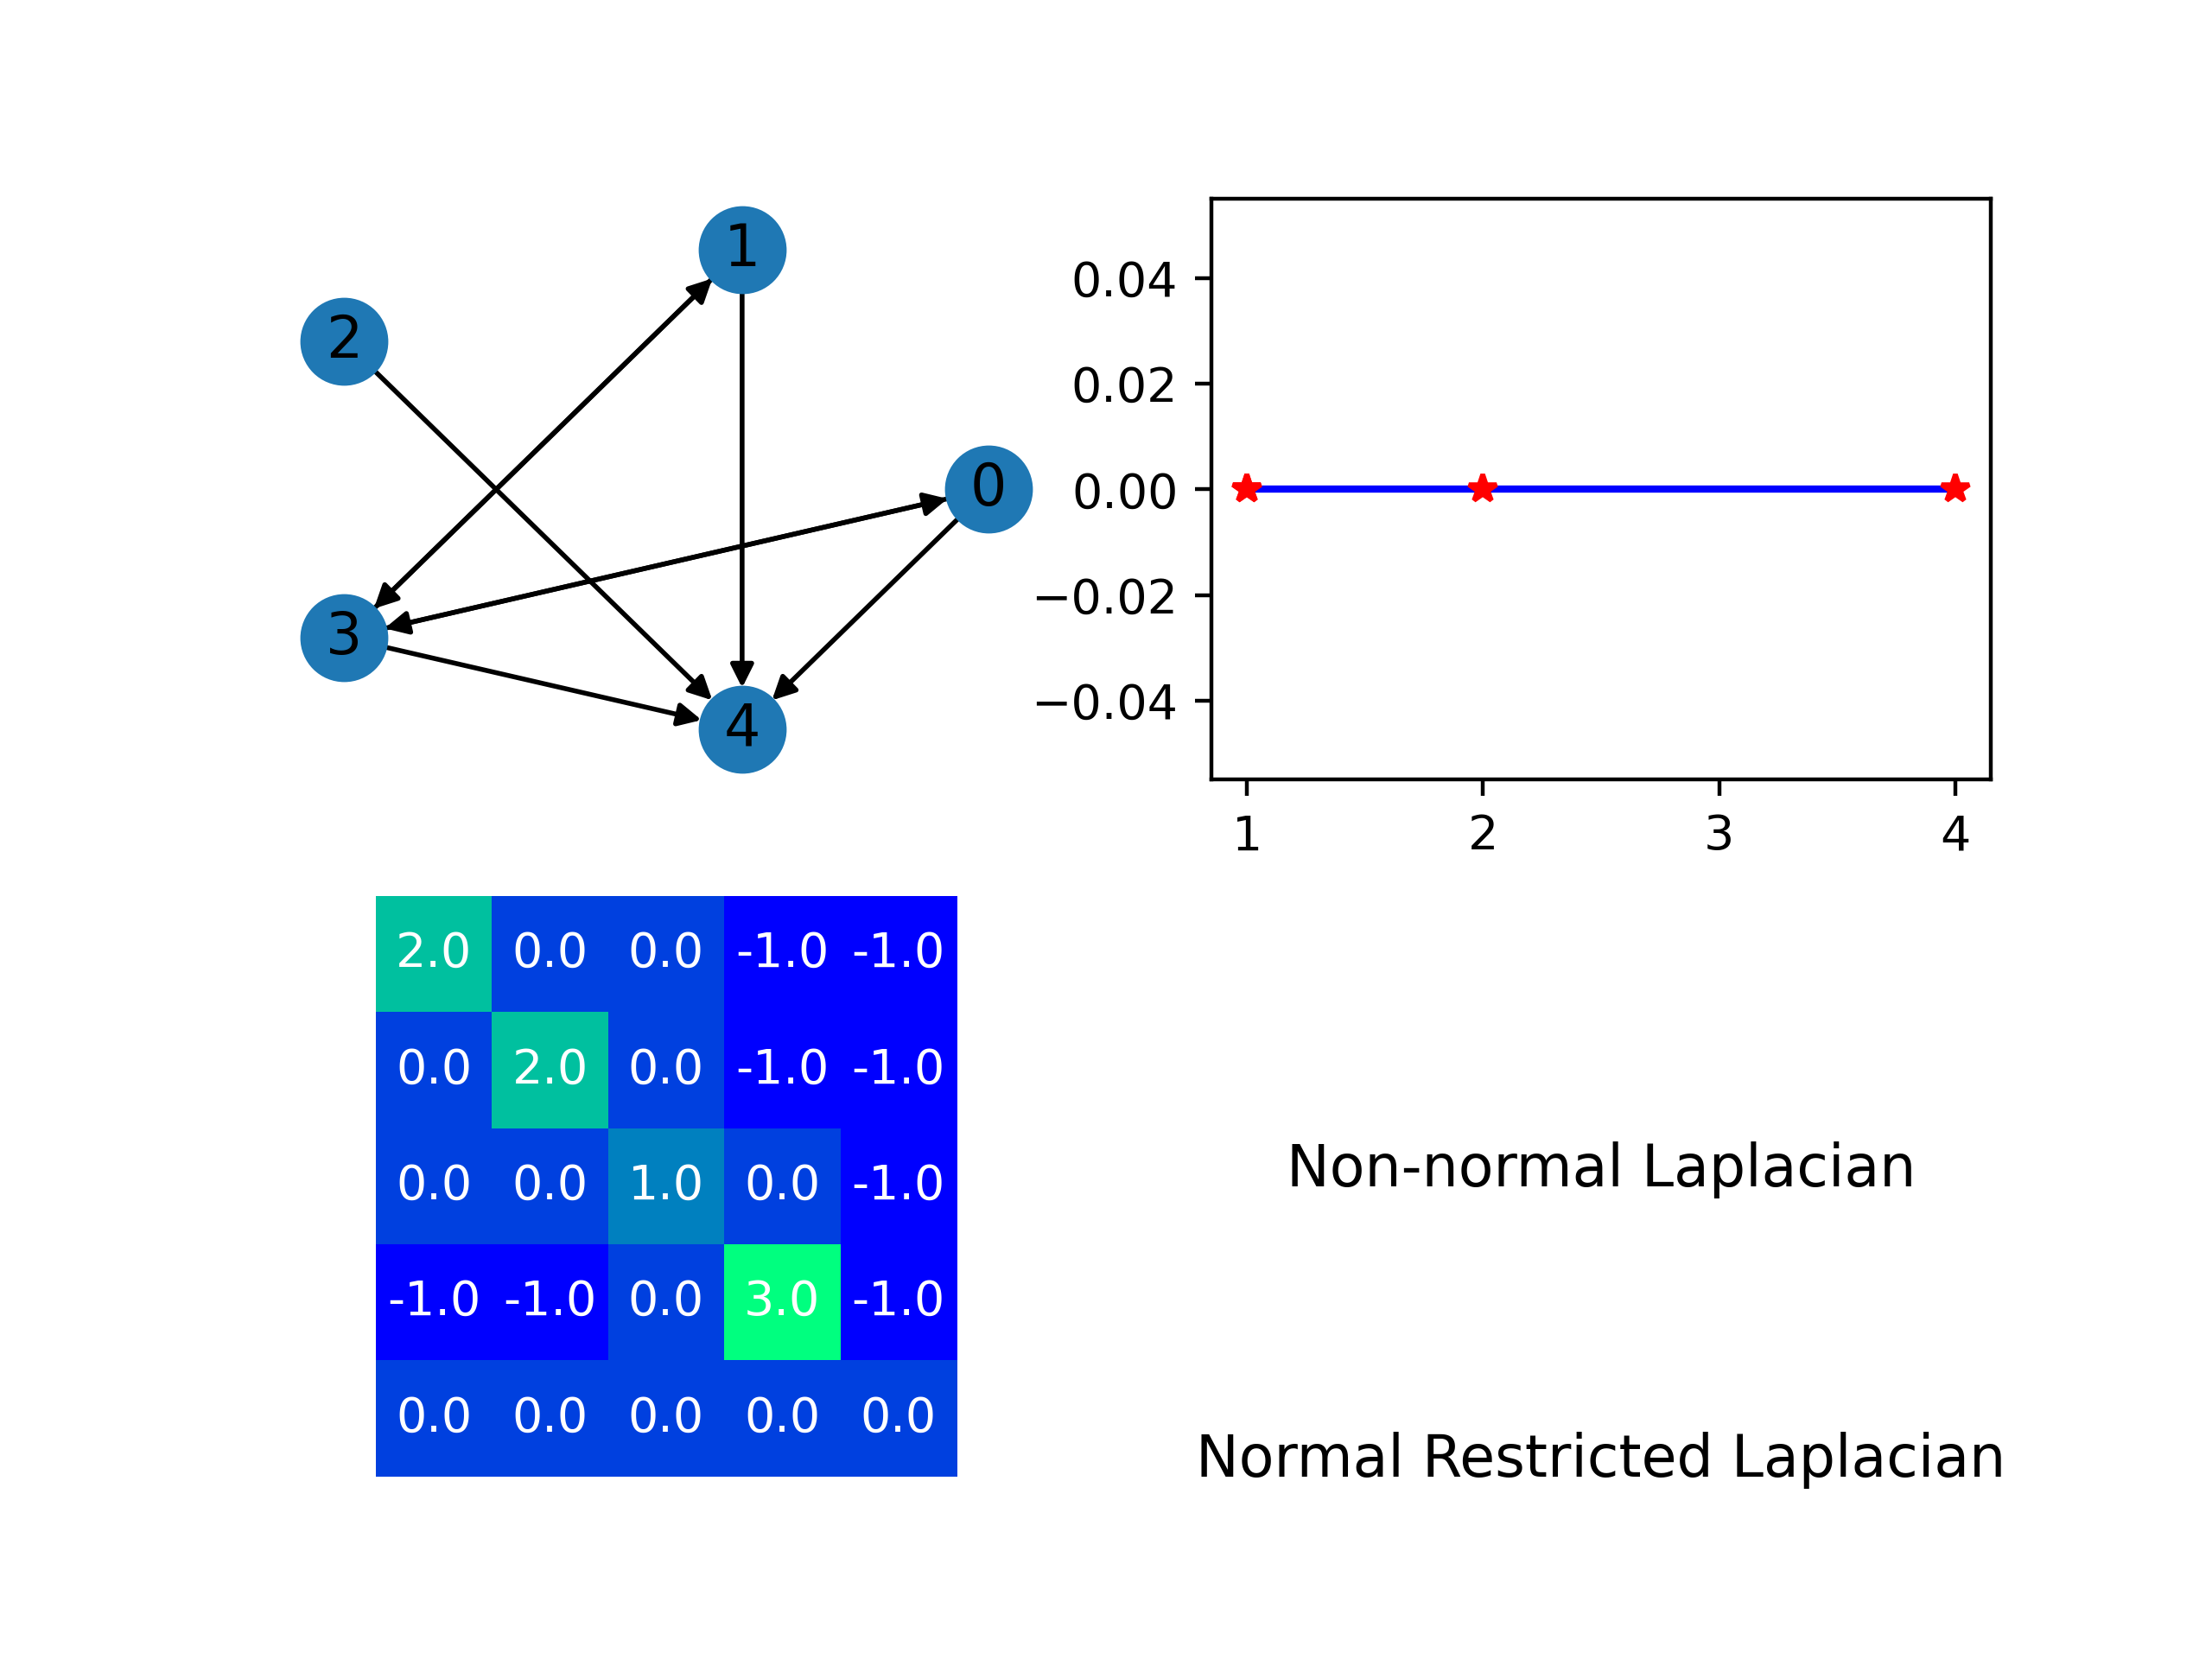 1
2
0
3
4
0.04
0.02
0.00
−0.02
−0.04
1 2 3 4
2.0 0.0 0.0 -1.0 -1.0
0.0 2.0 0.0 -1.0 -1.0
0.0 0.0 1.0 0.0 -1.0
-1.0 -1.0 0.0 3.0 -1.0
0.0 0.0 0.0 0.0 0.0
Non-normal Laplacian
Normal Restricted Laplacian